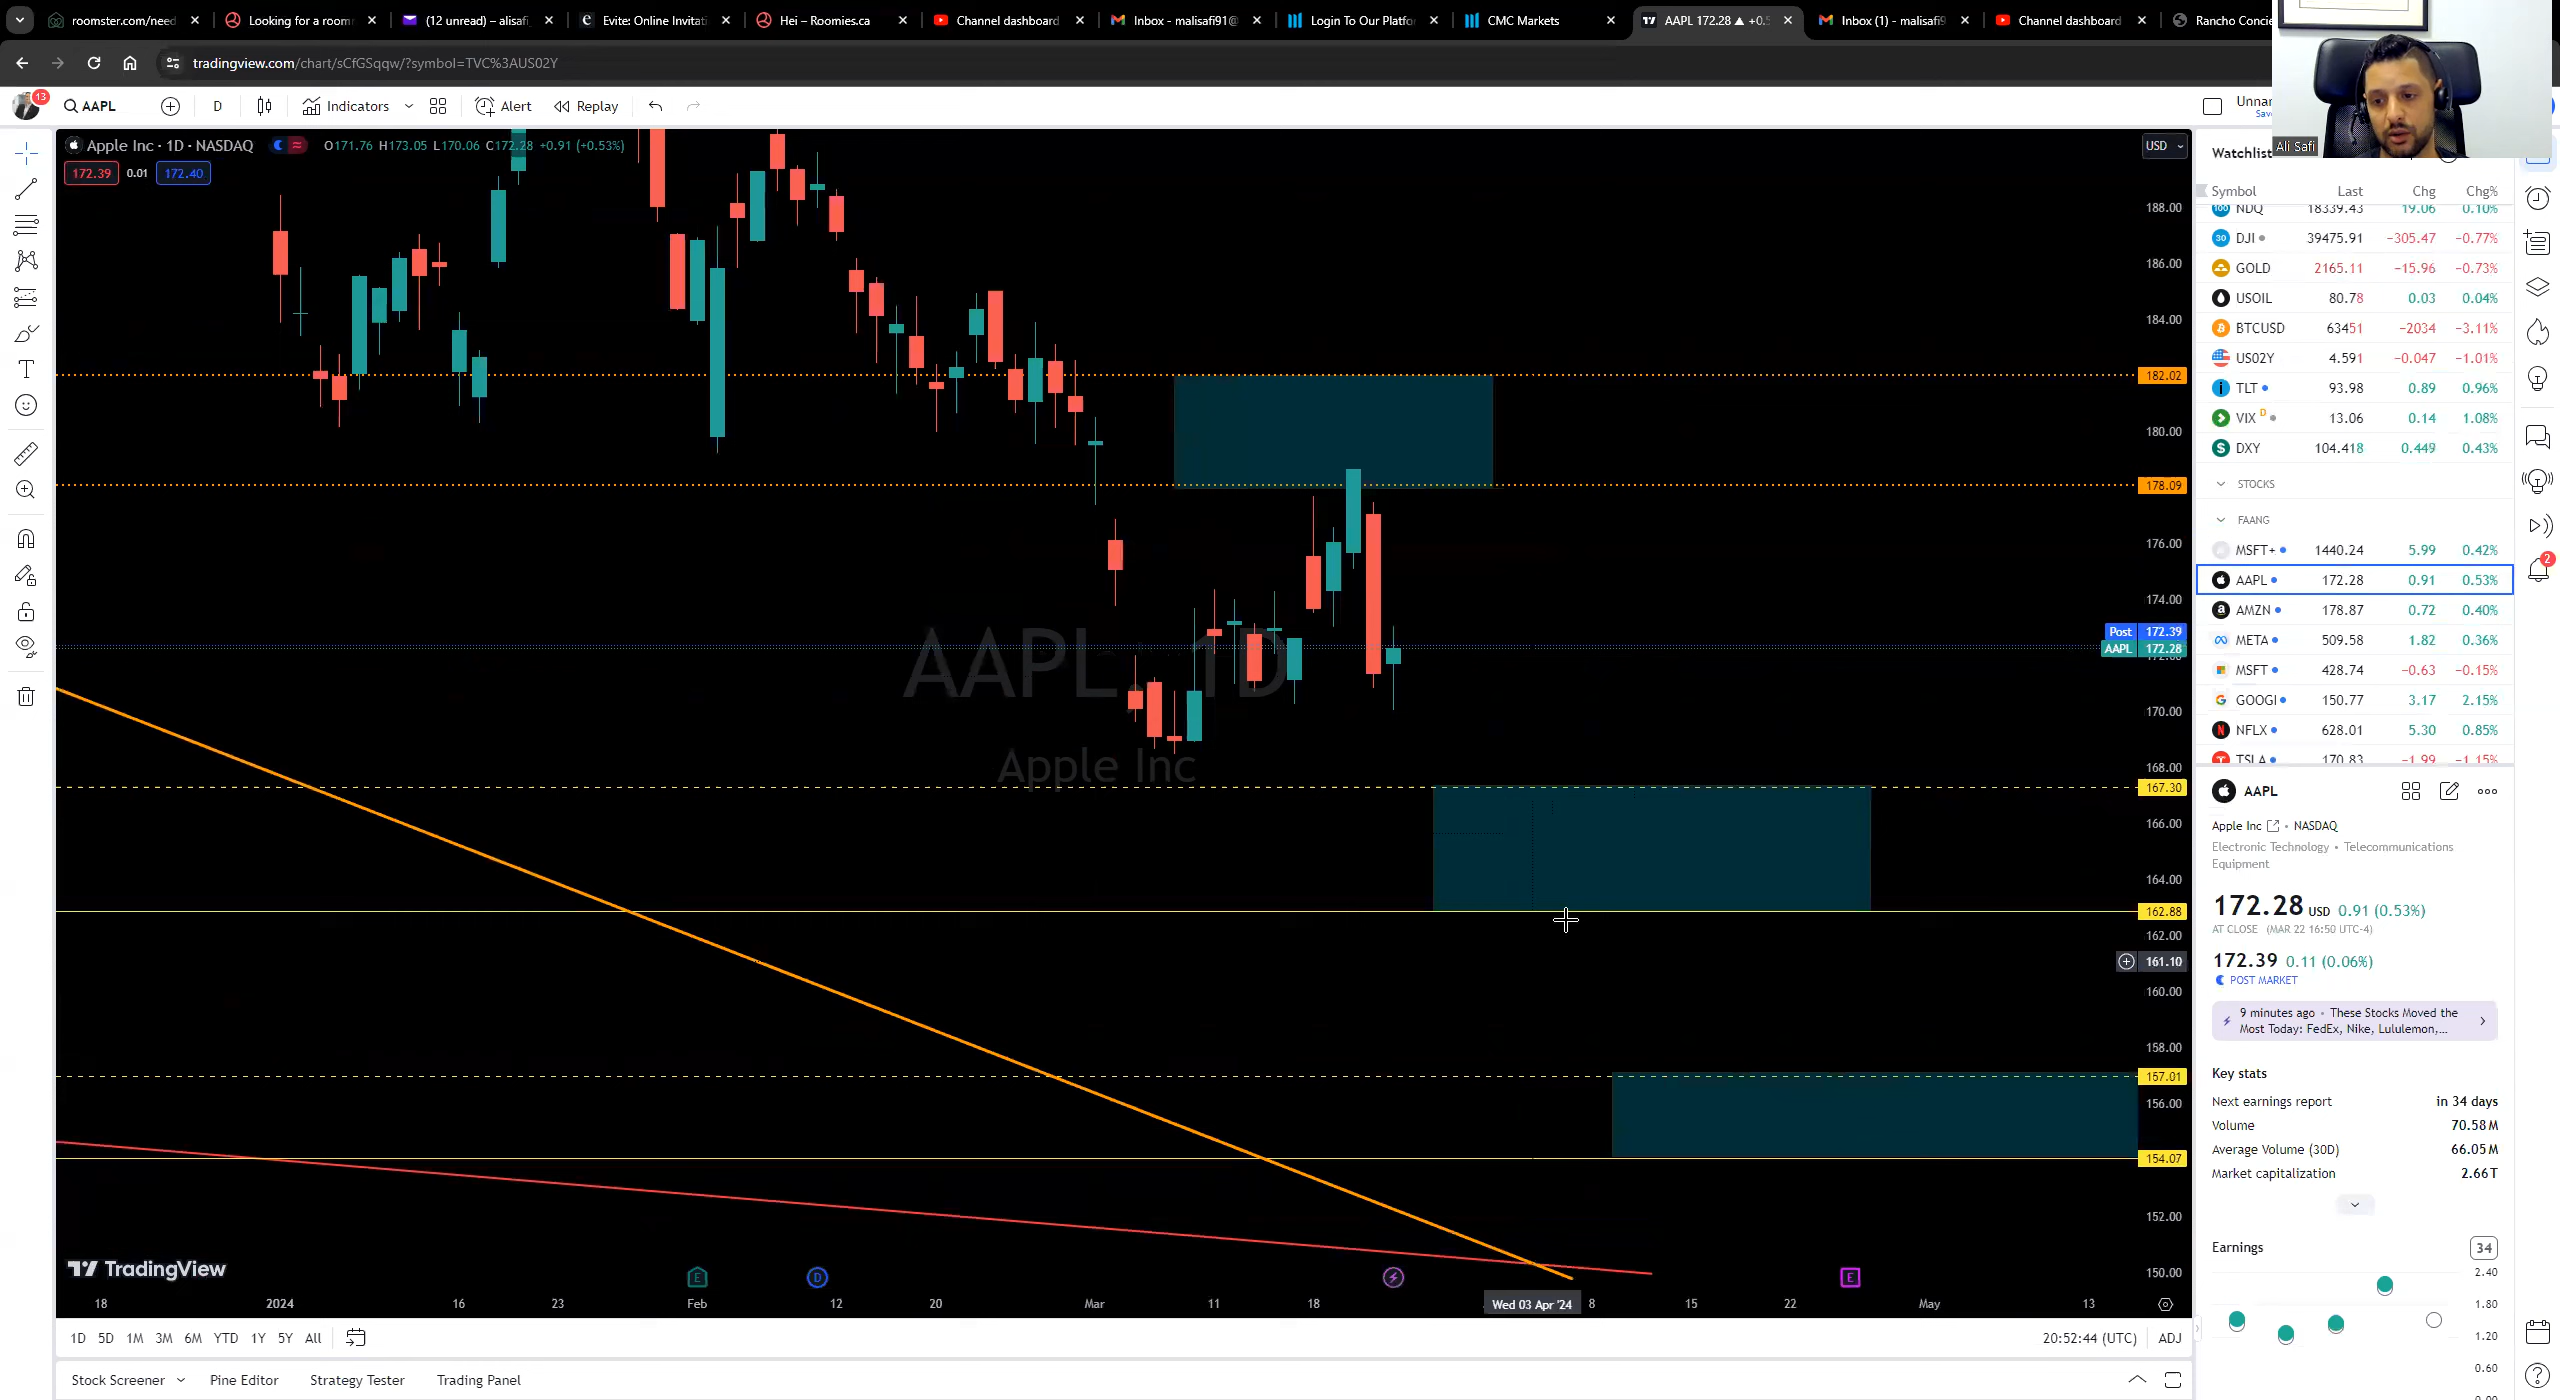 roomster.com/need
Looking for a room
(12 unread) – alisafi
Evite: Online Invitati
Hei – Roomies.ca
Channel dashboard
Inbox - malisafi91@
Login To Our Platfo
CMC Markets
AAPL 172.28 ▲ +0.5
Inbox (1) - malisafi9
Channel dashboard
Rancho Concie
tradingview.com/chart/sCfGSqqw/?symbol=TVC%3AUS02Y
13
AAPL
D
Indicators
Alert
Replay
Unnar
Save
Ali Safi
Apple Inc · 1D · NASDAQ
O171.76 H173.05 L170.06 C172.28 +0.91 (+0.53%)
172.39 0.01 172.40
USD
188.00
186.00
184.00
182.02
180.00
178.09
176.00
174.00
Post 172.39
AAPL 172.28
170.00
168.00
167.30
166.00
164.00
162.88
162.00
161.10
160.00
158.00
157.01
156.00
154.07
152.00
150.00
AAPL, 1D
Apple Inc
TradingView
E
D
E
18 2024 16 23 Feb 12 20 Mar 11 18 Wed 03 Apr '24 8 15 22 May 13
1D 5D 1M 3M 6M YTD 1Y 5Y All
20:52:44 (UTC) ADJ
Stock Screener Pine Editor Strategy Tester Trading Panel
Watchlist
Symbol Last Chg Chg%
NDQ 18339.43 19.06 0.10%
DJI 39475.91 −305.47 −0.77%
GOLD 2165.11 −15.96 −0.73%
USOIL 80.78 0.03 0.04%
BTCUSD 63451 −2034 −3.11%
US02Y 4.591 −0.047 −1.01%
TLT 93.98 0.89 0.96%
VIX D 13.06 0.14 1.08%
DXY 104.418 0.449 0.43%
STOCKS
FAANG
MSFT+ 1440.24 5.99 0.42%
AAPL 172.28 0.91 0.53%
AMZN 178.87 0.72 0.40%
META 509.58 1.82 0.36%
MSFT 428.74 −0.63 −0.15%
GOOGl 150.77 3.17 2.15%
NFLX 628.01 5.30 0.85%
TSLA 170.83 −1.99 −1.15%
2
AAPL
Apple Inc • NASDAQ
Electronic Technology • Telecommunications
Equipment
172.28 USD 0.91 (0.53%)
AT CLOSE (MAR 22 16:50 UTC-4)
172.39 0.11 (0.06%)
POST MARKET
9 minutes ago • These Stocks Moved the
Most Today: FedEx, Nike, Lululemon,...
Key stats
Next earnings report in 34 days
Volume 70.58M
Average Volume (30D) 66.05M
Market capitalization 2.66T
Earnings 34
2.40
1.80
1.20
0.60